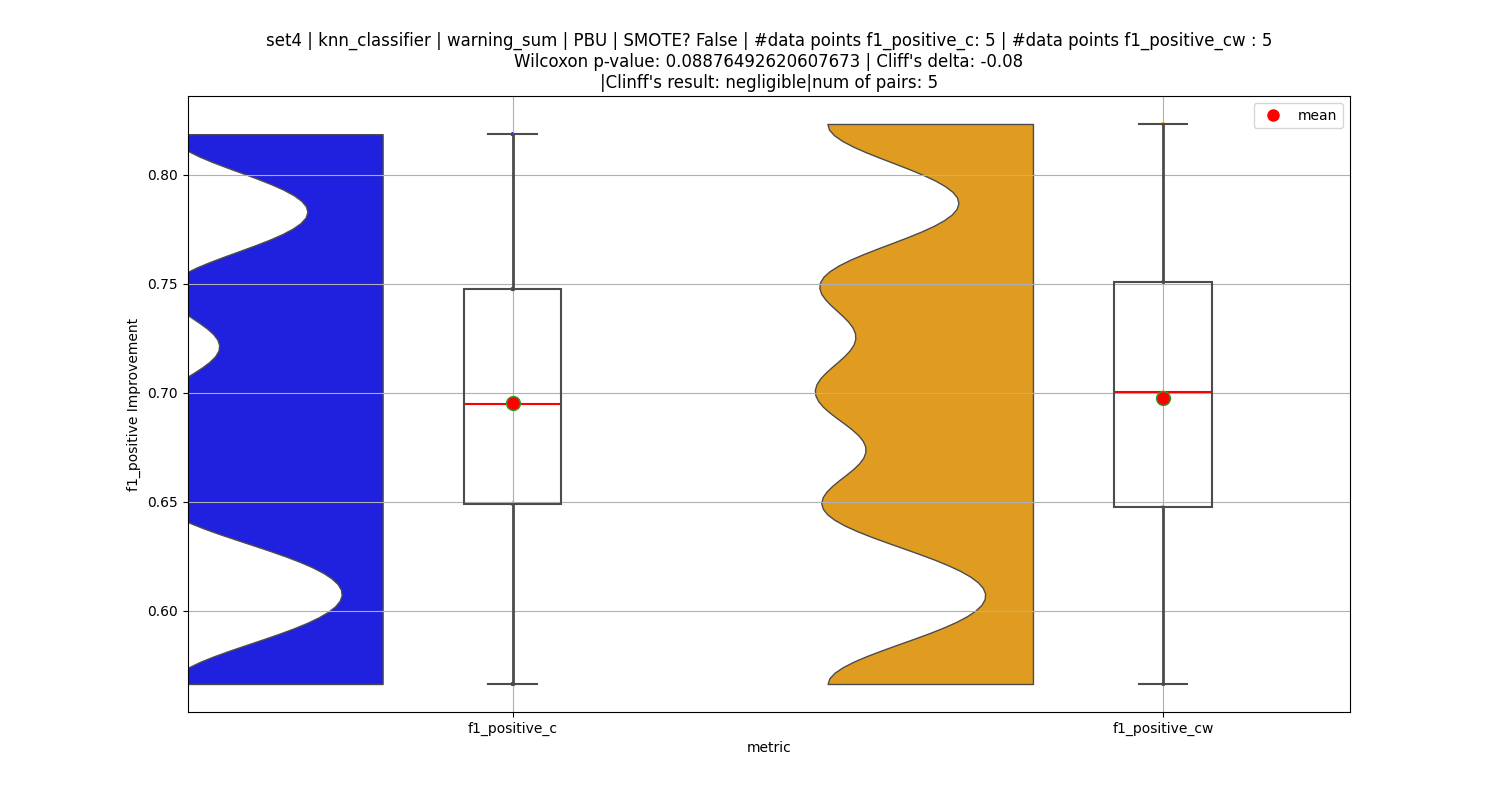 set4 | knn_classifier | warning_sum | PBU | SMOTE? False | #data points f1_positive_c: 5 | #data points f1_positive_cw : 5
Wilcoxon p-value: 0.08876492620607673 | Cliff's delta: -0.08
|Clinff's result: negligible|num of pairs: 5
mean
0.80
0.75
0.70
0.65
0.60
f1_positive Improvement
f1_positive_c
f1_positive_cw
metric